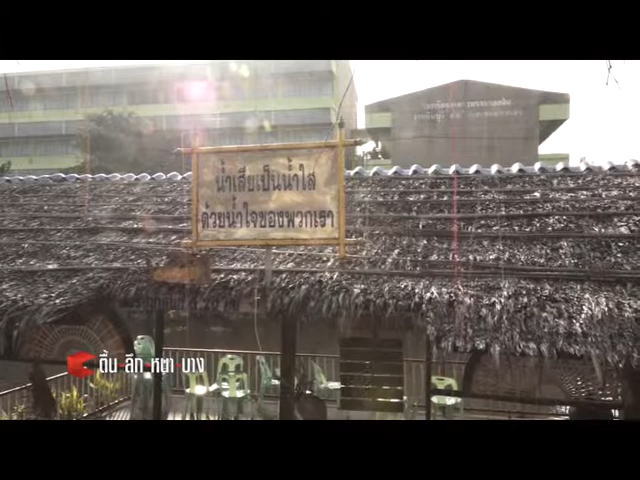 น้ำเสียเป็นน้ำใส
ด้วยน้ำใจของพวกเรา
ตื้น ลึก หนา บาง